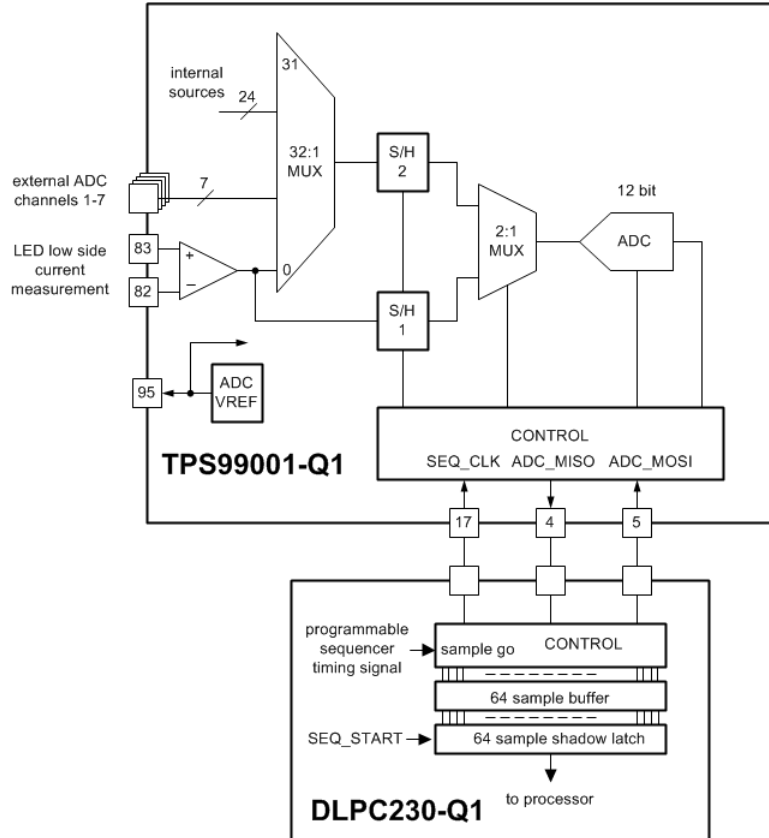 internal
sources
24
31
32:1
MUX
0
external ADC
channels 1-7
7
LED low side
current
measurement
83
+
82
−
S/H
2
S/H
1
2:1
MUX
12 bit
ADC
95
ADC
VREF
TPS99001-Q1
CONTROL
SEQ_CLK ADC_MISO ADC_MOSI
17
4
5
programmable
sequencer
timing signal
sample go
CONTROL
64 sample buffer
SEQ_START
64 sample shadow latch
to processor
DLPC230-Q1